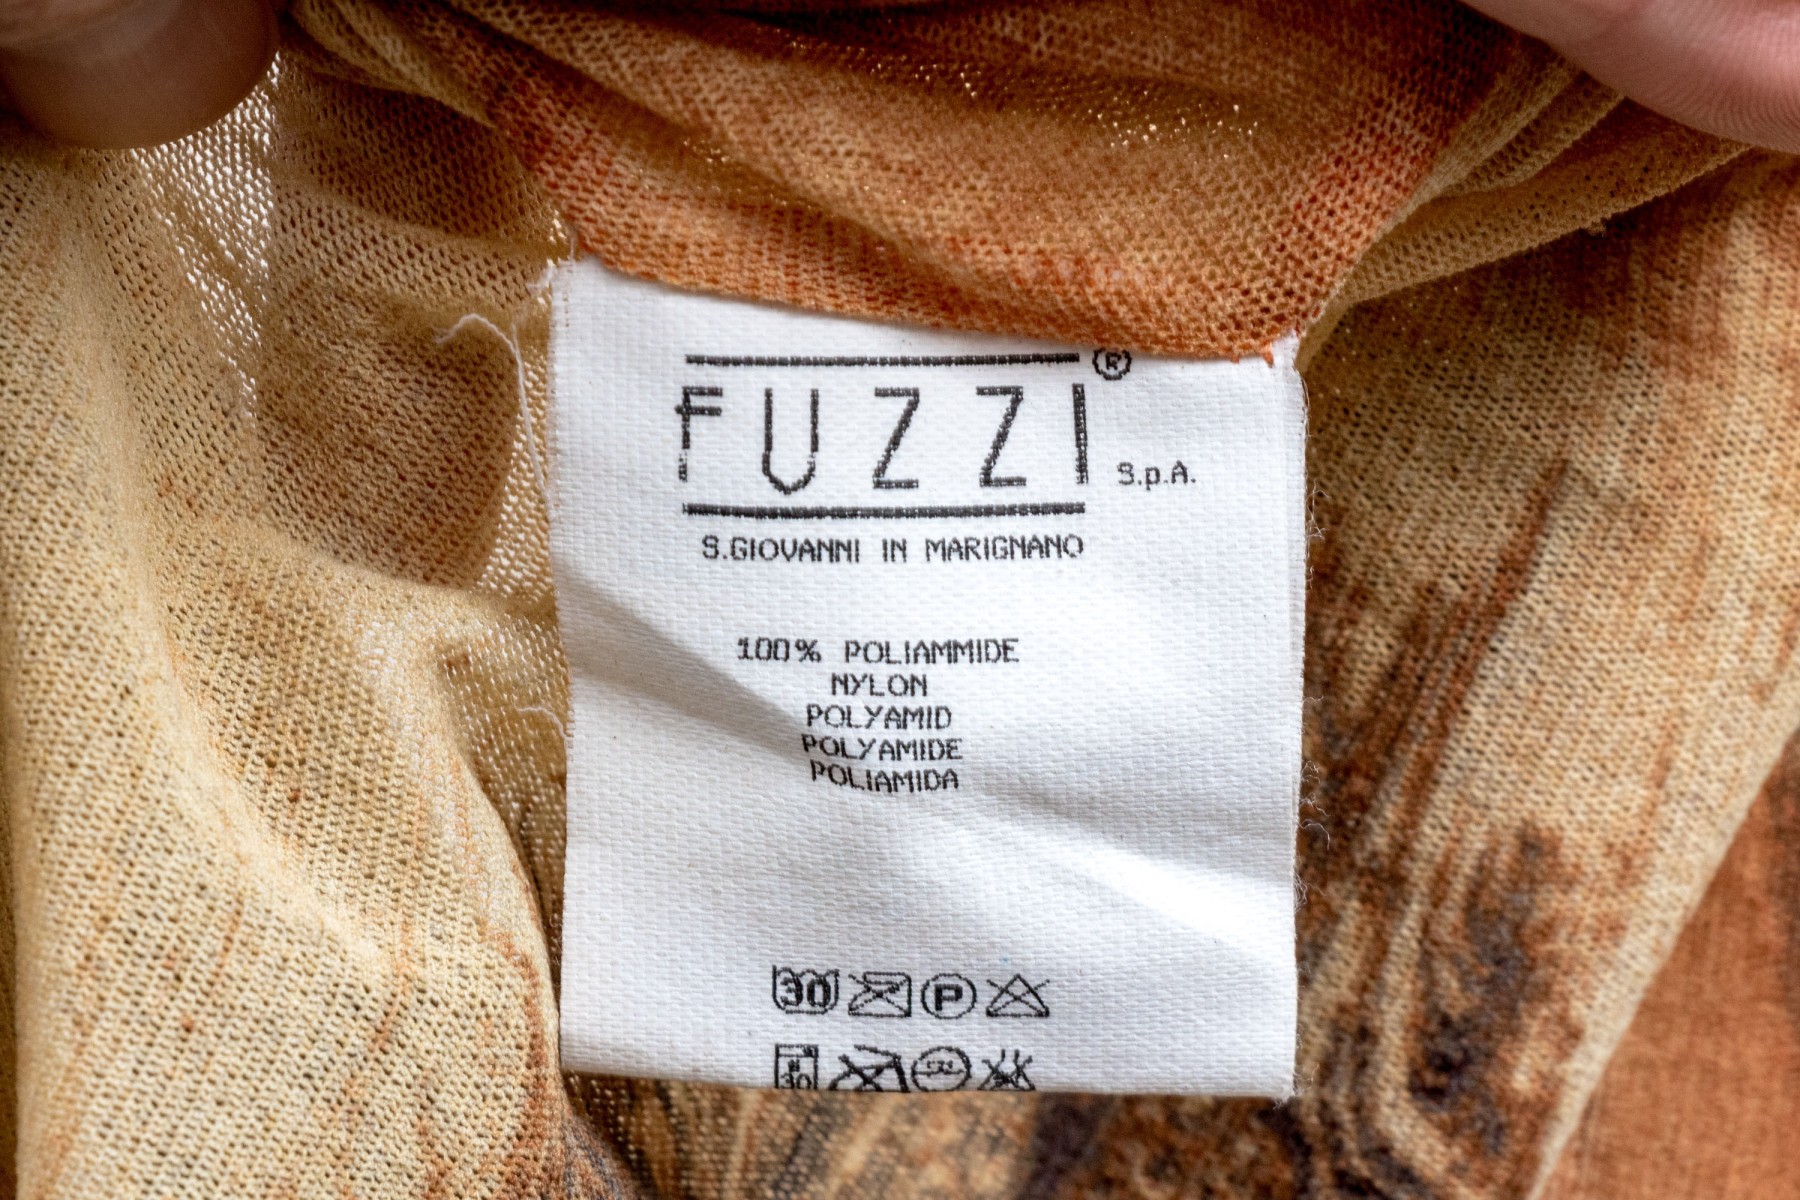 FUZZI® S.p.A.
S.GIOVANNI IN MARIGNANO
100% POLIAMMIDE
NYLON
POLYAMID
POLYAMIDE
POLIAMIDA
30 P